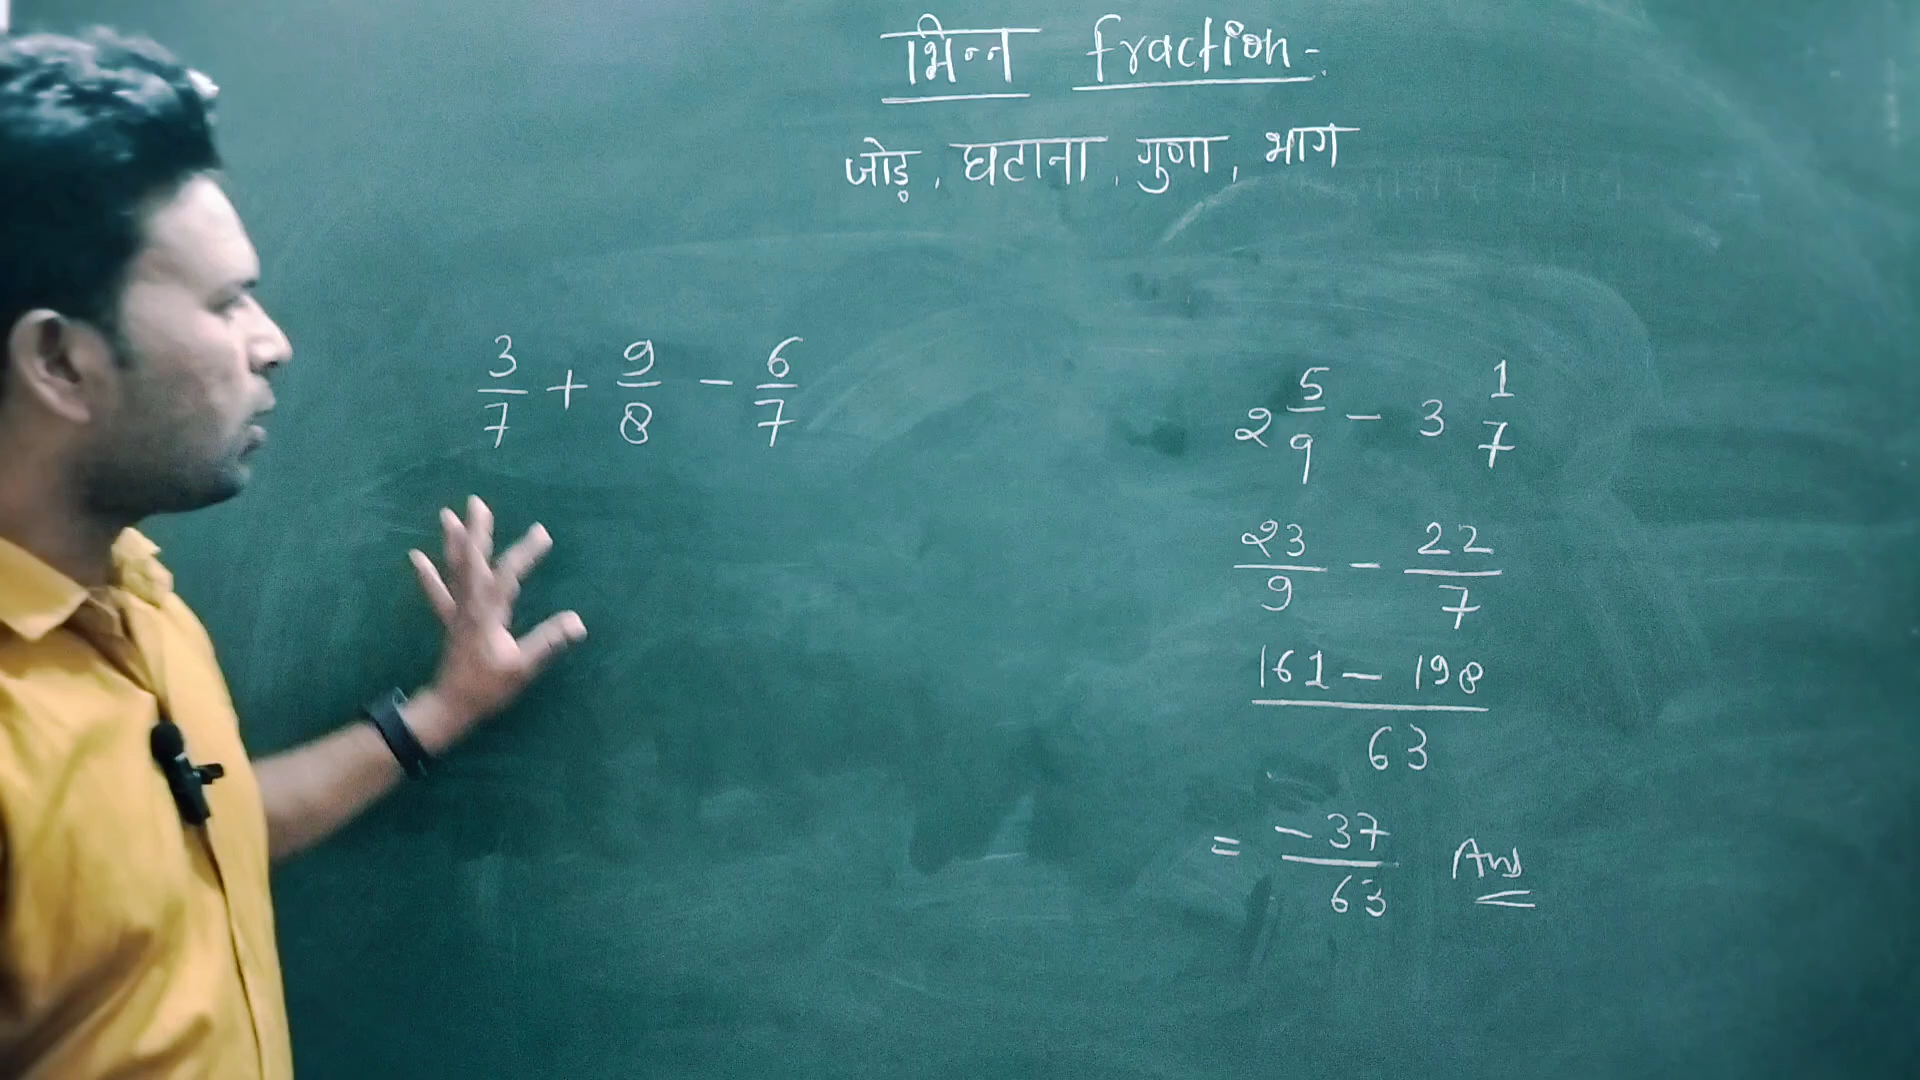 भिन्न fraction-
जोड़, घटाना, गुणा, भाग
3/7 + 9/8 - 6/7
2 5/9 - 3 1/7
23/9 - 22/7
161 - 198 / 63
= -37/63 Ans